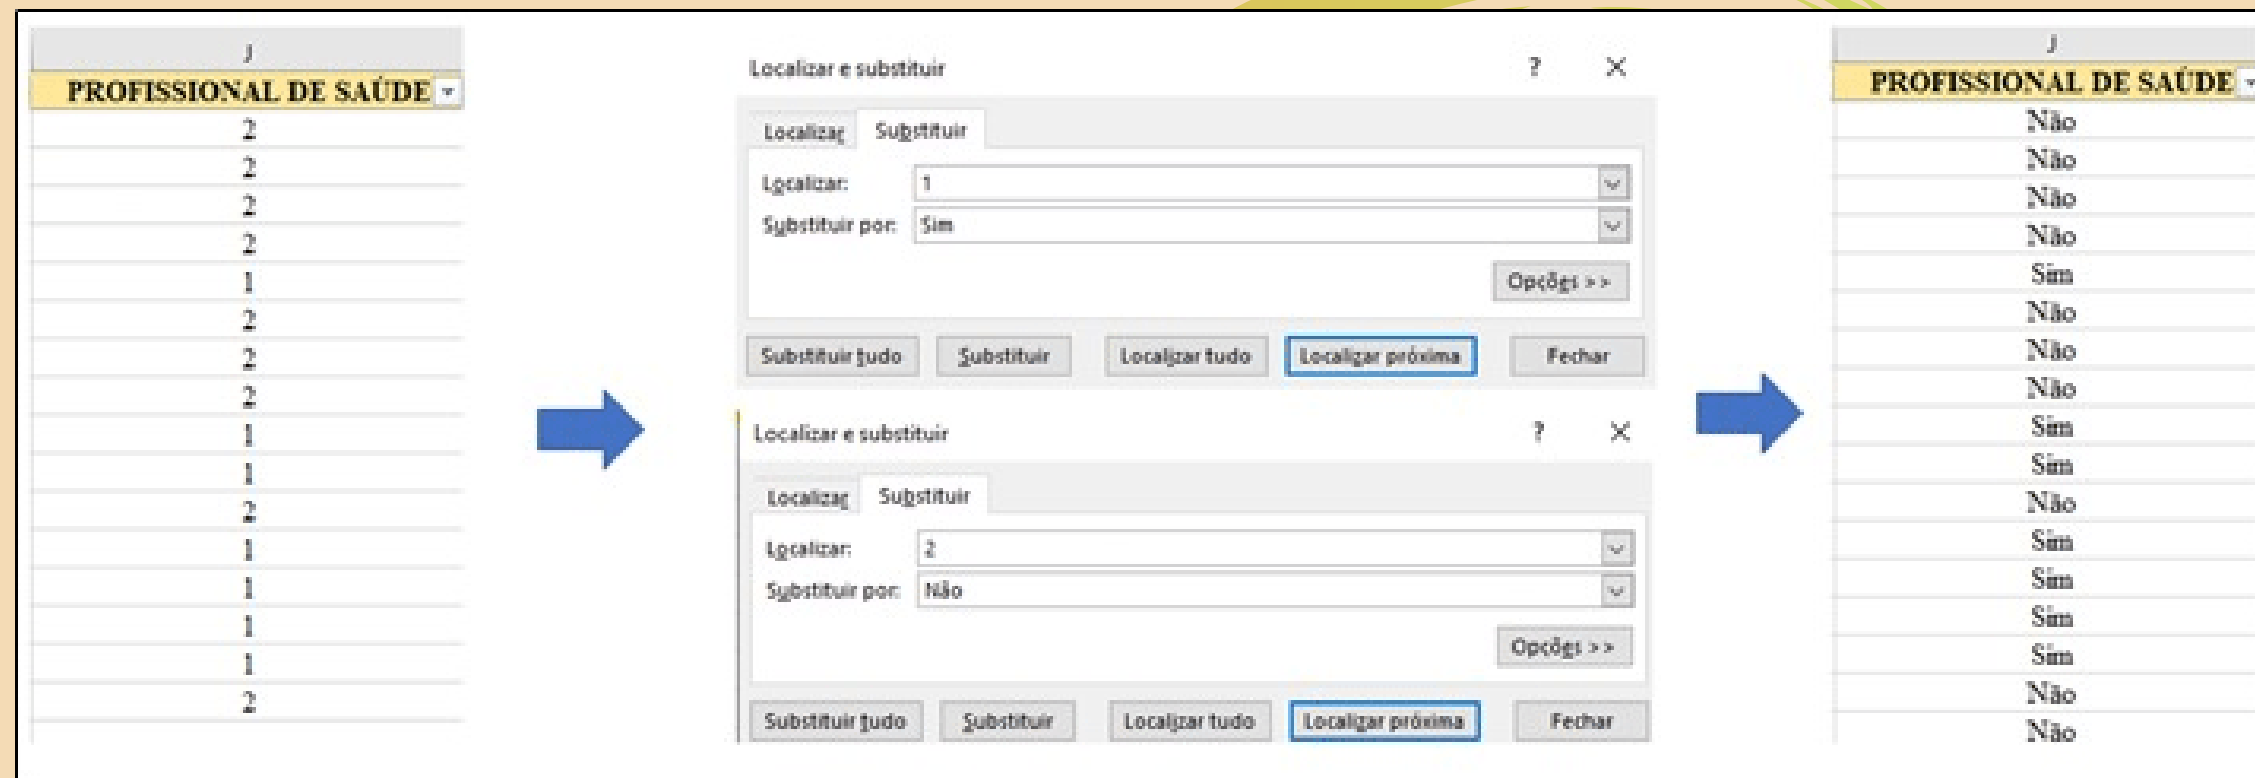 J
PROFISSIONAL DE SAÚDE
2
2
2
2
1
2
2
2
1
1
2
1
1
1
1
2
Localizar e substituir ? ×
Localizar Substituir
Localizar: 1
Substituir por: Sim
Opções >>
Substituir tudo Substituir Localizar tudo Localizar próxima Fechar
Localizar e substituir ? ×
Localizar Substituir
Localizar: 2
Substituir por: Não
Opções >>
Substituir tudo Substituir Localizar tudo Localizar próxima Fechar
J
PROFISSIONAL DE SAÚDE
Não
Não
Não
Não
Sim
Não
Não
Não
Sim
Sim
Não
Sim
Sim
Sim
Sim
Não
Não